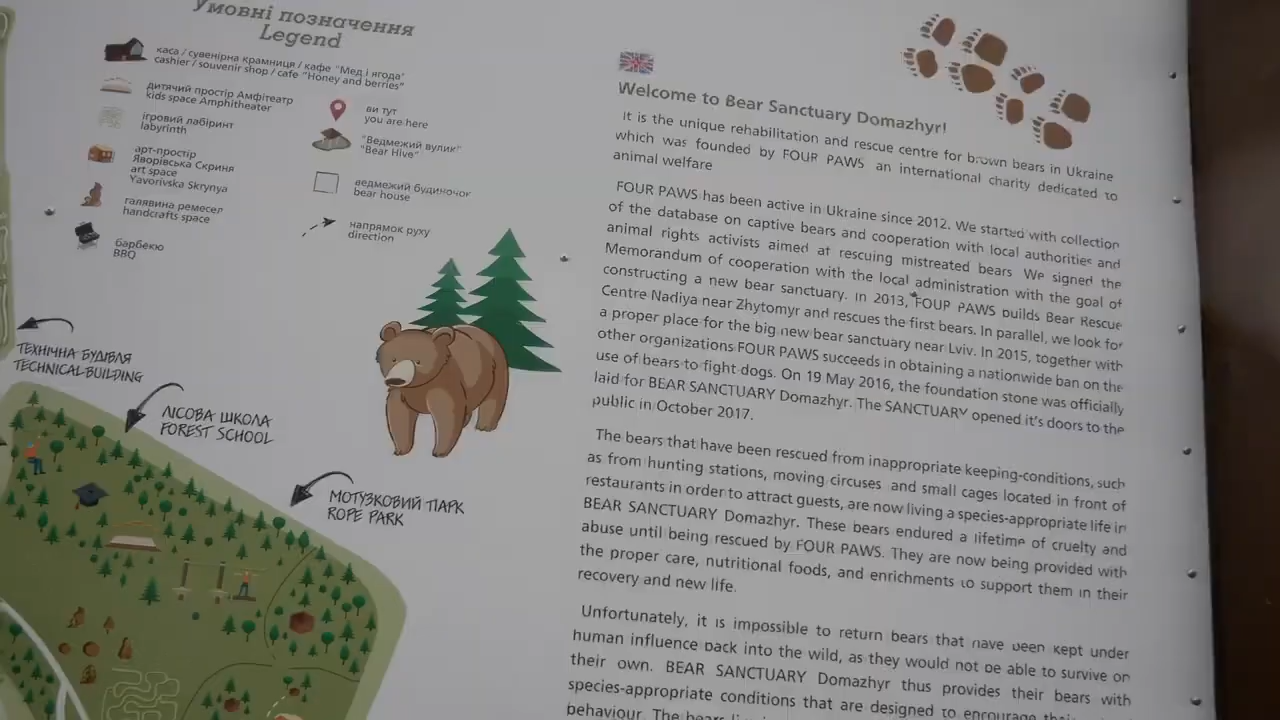 Умовні позначення
Legend
каса / сувенірна крамниця / кафе "Мед і ягода"
cashier / souvenir shop / cafe "Honey and berries"
дитячий простір Амфітеатр
kids space Amphitheater
ігровий лабіринт
labyrinth
арт-простір
Яворівська Скриня
art space
Yavorivska Skrynya
галявина ремесел
handcrafts space
барбекю
BBQ
ви тут
you are here
"Ведмежий вулик"
"Bear Hive"
ведмежий будиночок
bear house
напрямок руху
direction
ТЕХНІЧНА БУДІВЛЯ
TECHNICAL BUILDING
ЛІСОВА ШКОЛА
FOREST SCHOOL
МОТУЗКОВИЙ ПАРК
ROPE PARK
Welcome to Bear Sanctuary Domazhyr!
It is the unique rehabilitation and rescue centre for brown bears in Ukraine
which was founded by FOUR PAWS an international charity dedicated to
animal welfare
FOUR PAWS has been active in Ukraine since 2012. We started with collection
of the database on captive bears and cooperation with local authorities and
animal rights activists aimed at rescuing mistreated bears We signed the
Memorandum of cooperation with the local administration with the goal of
constructing a new bear sanctuary. In 2013, FOUR PAWS builds Bear Rescue
Centre Nadiya near Zhytomyr and rescues the first bears. In parallel, we look for
a proper place for the big new bear sanctuary near Lviv. In 2015, together with
other organizations FOUR PAWS succeeds in obtaining a nationwide ban on the
use of bears to fight dogs. On 19 May 2016, the foundation stone was officially
laid for BEAR SANCTUARY Domazhyr. The SANCTUARY opened it's doors to the
public in October 2017.
The bears that have been rescued from inappropriate keeping-conditions, such
as from hunting stations, moving circuses and small cages located in front of
restaurants in order to attract guests, are now living a species-appropriate life in
BEAR SANCTUARY Domazhyr. These bears endured a lifetime of cruelty and
abuse until being rescued by FOUR PAWS. They are now being provided with
the proper care, nutritional foods, and enrichments to support them in their
recovery and new life.
Unfortunately, it is impossible to return bears that have been kept under
human influence back into the wild, as they would not be able to survive on
their own. BEAR SANCTUARY Domazhyr thus provides their bears with
species-appropriate conditions that are designed to encourage their
behaviour. The bears